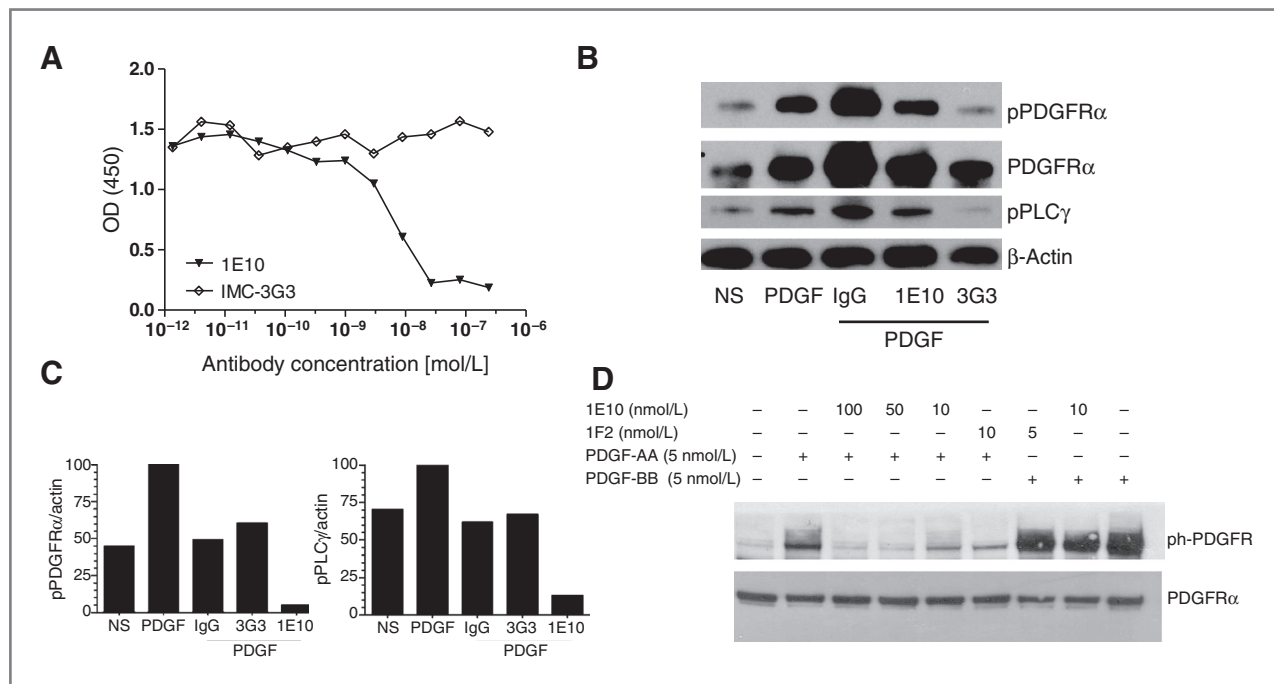 A
2.0
1.5
1.0
0.5
0.0
OD (450)
1E10
IMC-3G3
10⁻¹² 10⁻¹¹ 10⁻¹⁰ 10⁻⁹ 10⁻⁸ 10⁻⁷ 10⁻⁶
Antibody concentration [mol/L]
B
pPDGFRα
PDGFRα
pPLCγ
β-Actin
NS PDGF IgG 1E10 3G3
PDGF
C
100
75
50
25
0
pPDGFRα/actin
NS PDGF IgG 3G3 1E10
PDGF
100
75
50
25
0
pPLCγ/actin
NS PDGF IgG 3G3 1E10
PDGF
D
1E10 (nmol/L) – – 100 50 10 – – 10 –
1F2 (nmol/L) – – – – – 10 5 – –
PDGF-AA (5 nmol/L) – + + + + + – – –
PDGF-BB (5 nmol/L) – – – – – – + + +
ph-PDGFR
PDGFRα